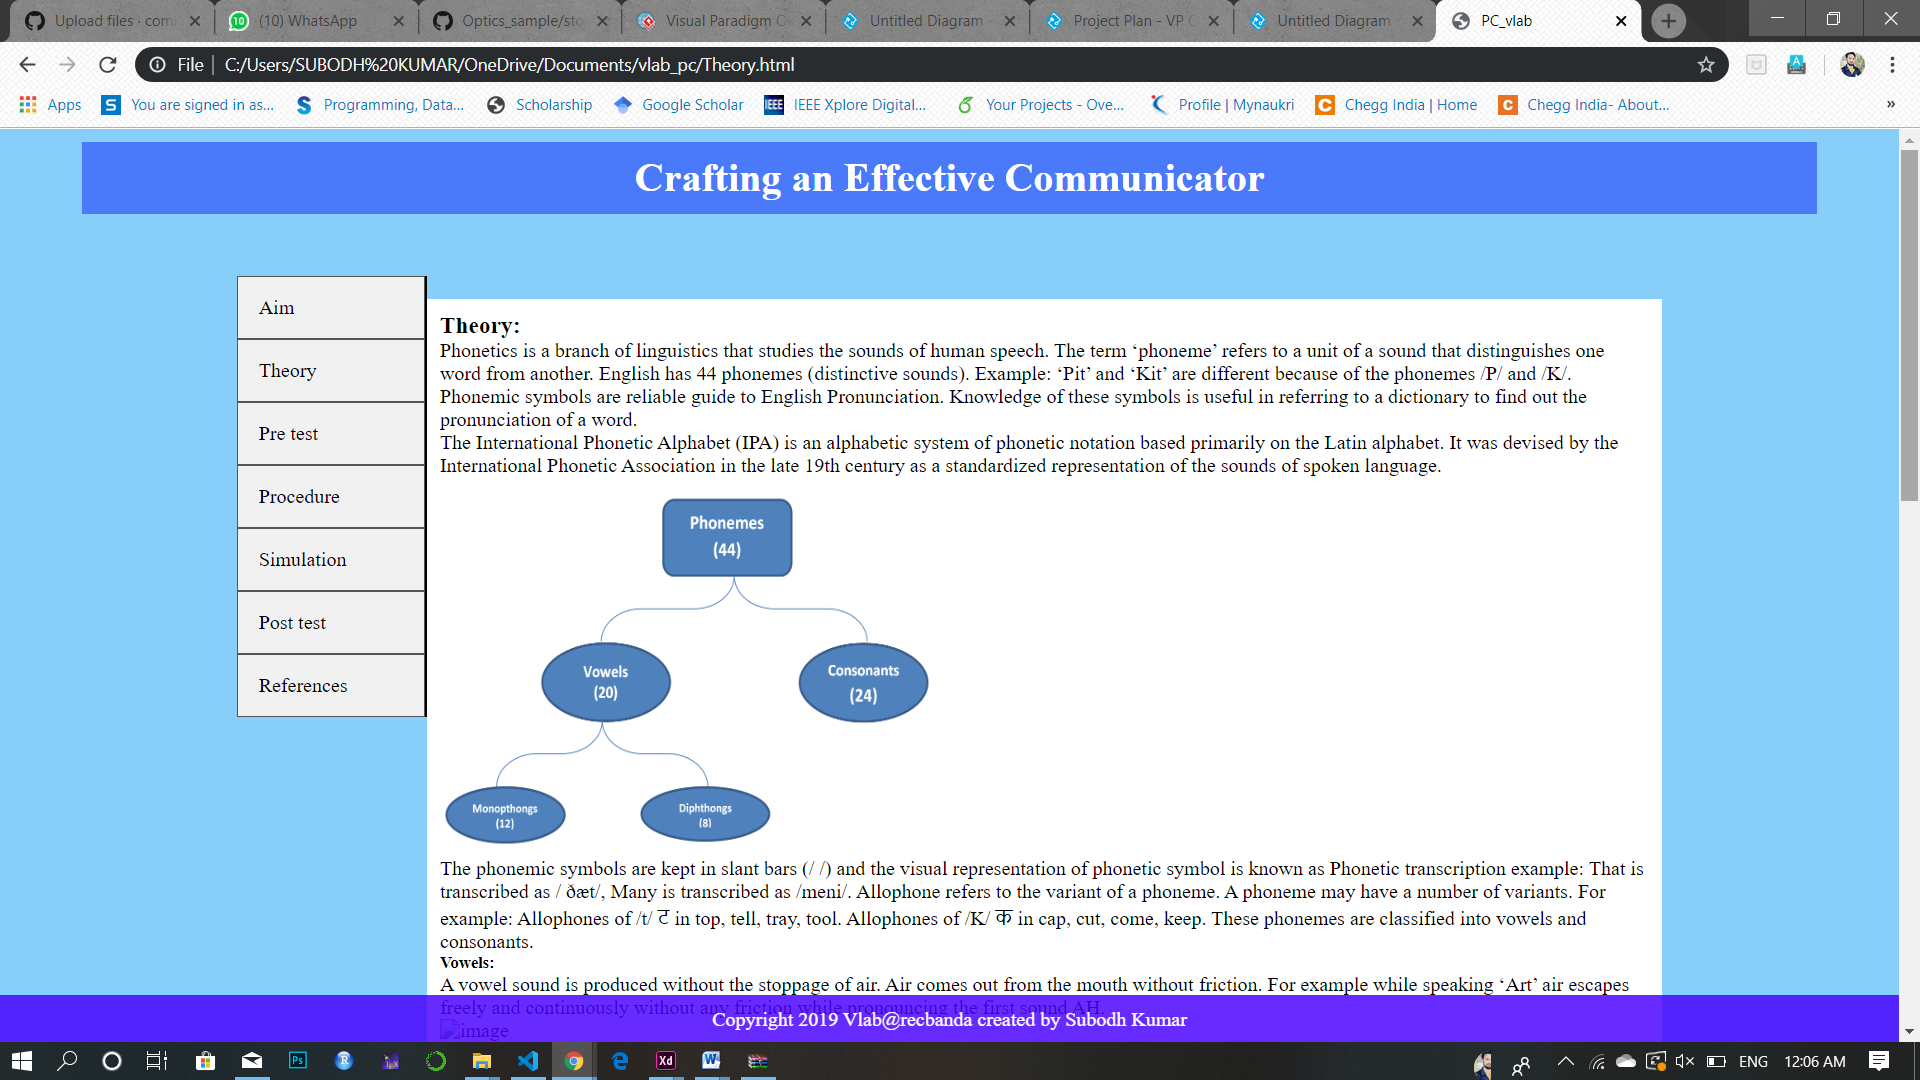 Upload files · com
(10) WhatsApp
Optics_sample/sto
Visual Paradigm O
Untitled Diagram
Project Plan - VP C
Untitled Diagram
PC_vlab
File
C:/Users/SUBODH%20KUMAR/OneDrive/Documents/vlab_pc/Theory.html
Apps
You are signed in as...
Programming, Data...
Scholarship
Google Scholar
IEEE Xplore Digital...
Your Projects - Ove...
Profile | Mynaukri
Chegg India | Home
Chegg India- About...
»
Crafting an Effective Communicator
Aim
Theory
Pre test
Procedure
Simulation
Post test
References
Theory:
Phonetics is a branch of linguistics that studies the sounds of human speech. The term ‘phoneme’ refers to a unit of a sound that distinguishes one
word from another. English has 44 phonemes (distinctive sounds). Example: ‘Pit’ and ‘Kit’ are different because of the phonemes /P/ and /K/.
Phonemic symbols are reliable guide to English Pronunciation. Knowledge of these symbols is useful in referring to a dictionary to find out the
pronunciation of a word.
The International Phonetic Alphabet (IPA) is an alphabetic system of phonetic notation based primarily on the Latin alphabet. It was devised by the
International Phonetic Association in the late 19th century as a standardized representation of the sounds of spoken language.
Phonemes
(44)
Vowels
(20)
Consonants
(24)
Monopthongs
(12)
Diphthongs
(8)
The phonemic symbols are kept in slant bars (/ /) and the visual representation of phonetic symbol is known as Phonetic transcription example: That is
transcribed as / ðæt/, Many is transcribed as /meni/. Allophone refers to the variant of a phoneme. A phoneme may have a number of variants. For
example: Allophones of /t/ ट in top, tell, tray, tool. Allophones of /K/ क in cap, cut, come, keep. These phonemes are classified into vowels and
consonants.
Vowels:
A vowel sound is produced without the stoppage of air. Air comes out from the mouth without friction. For example while speaking ‘Art’ air escapes
freely and continuously without any friction while pronouncing the first sound AH.
image
Copyright 2019 Vlab@recbanda created by Subodh Kumar
ENG
12:06 AM